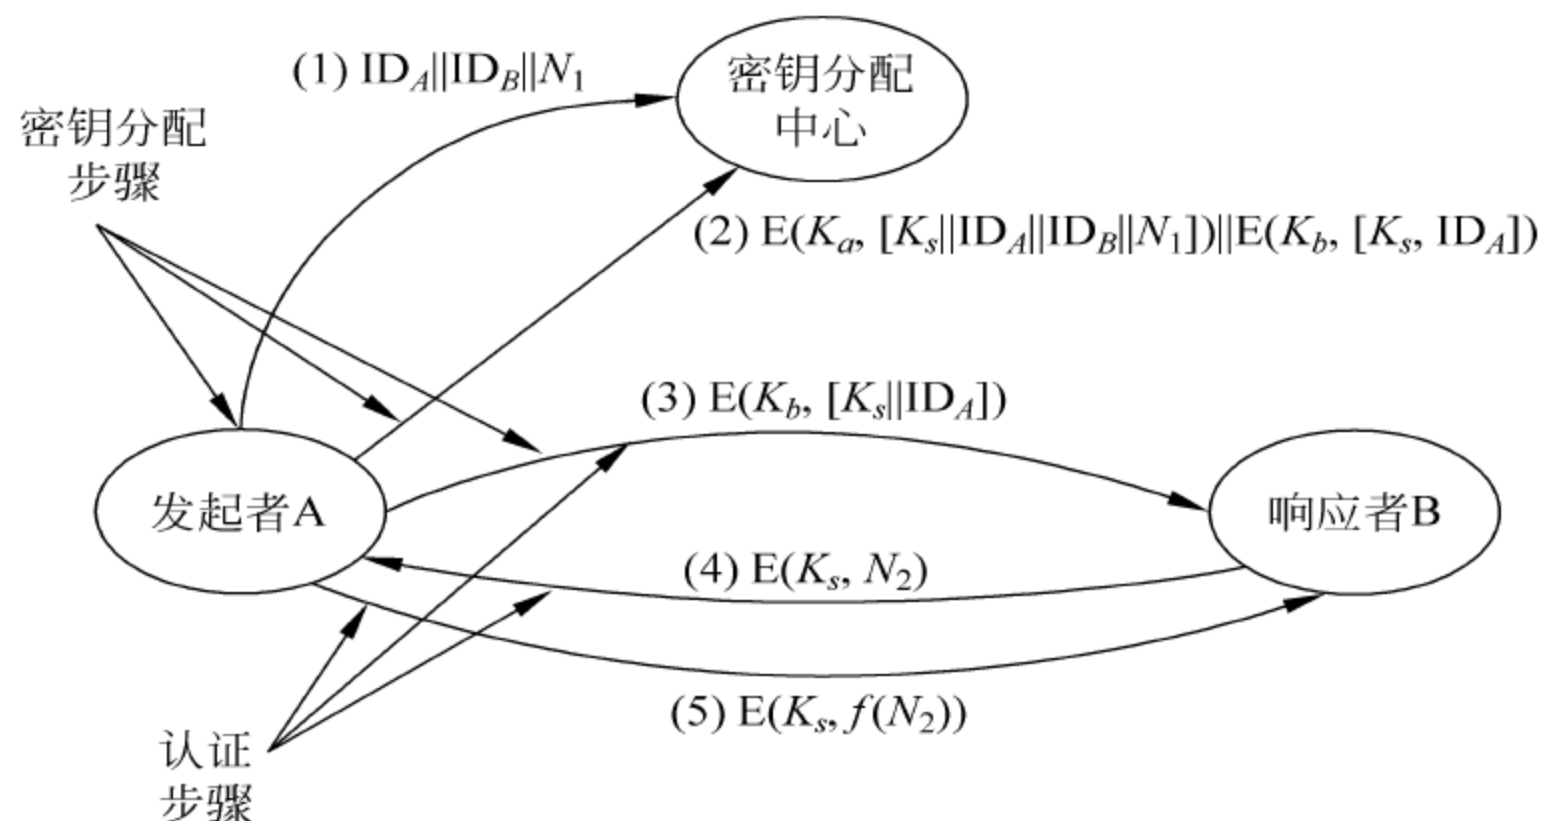 (1) ID_A||ID_B||N_1
密钥分配
中心
密钥分配
步骤
(2) E(K_a, [K_s||ID_A||ID_B||N_1])||E(K_b, [K_s, ID_A])
(3) E(K_b, [K_s||ID_A])
发起者A
响应者B
(4) E(K_s, N_2)
(5) E(K_s, f(N_2))
认证
步骤